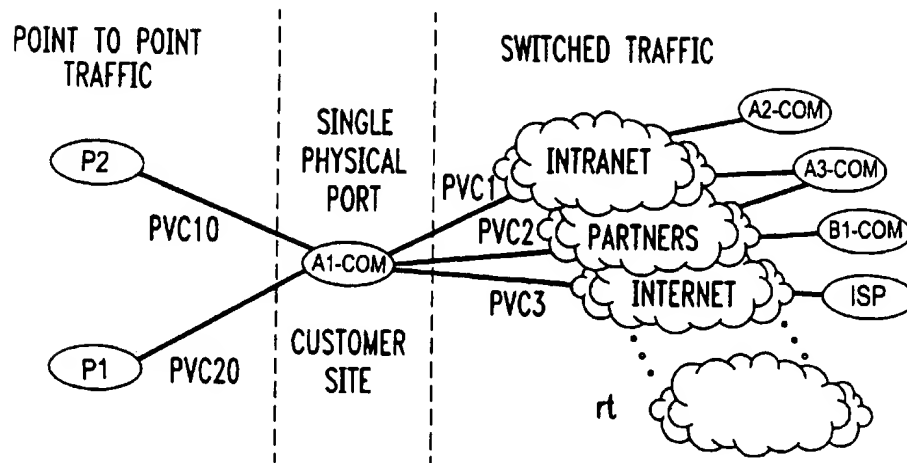 POINT TO POINT
TRAFFIC
SINGLE
PHYSICAL
PORT
CUSTOMER
SITE
SWITCHED TRAFFIC
P2
PVC10
P1
PVC20
A1-COM
PVC1
PVC2
PVC3
INTRANET
PARTNERS
INTERNET
A2-COM
A3-COM
B1-COM
ISP
rt